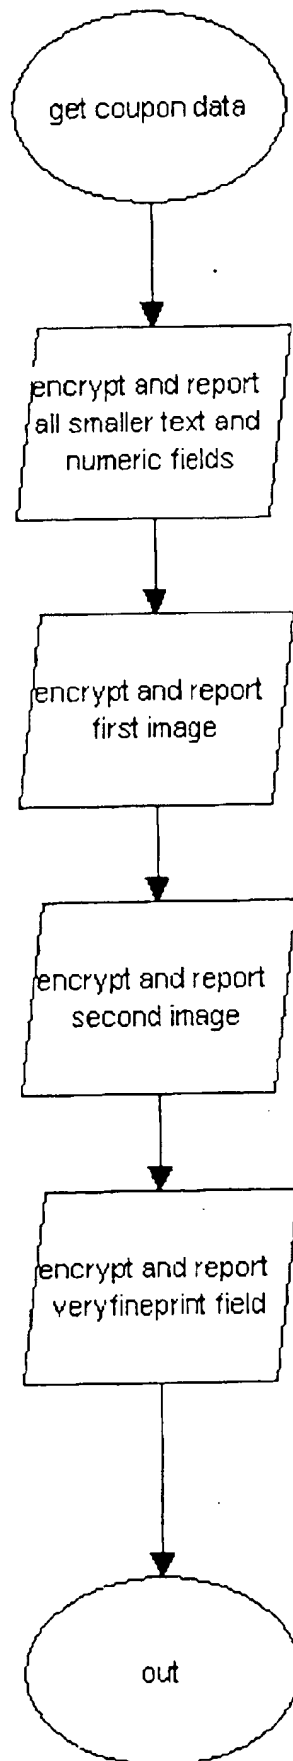 get coupon data
encrypt and report
all smaller text and
numeric fields
encrypt and report
first image
encrypt and report
second image
encrypt and report
veryfineprint field
out